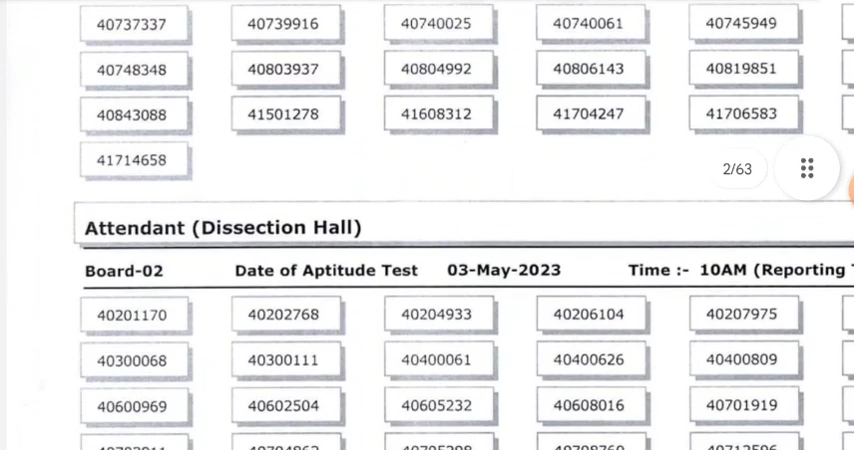 40737337 40739916 40740025 40740061 40745949
40748348 40803937 40804992 40806143 40819851
40843088 41501278 41608312 41704247 41706583
41714658
2/63
Attendant (Dissection Hall)
Board-02 Date of Aptitude Test 03-May-2023 Time :- 10AM (Reporting
40201170 40202768 40204933 40206104 40207975
40300068 40300111 40400061 40400626 40400809
40600969 40602504 40605232 40608016 40701919